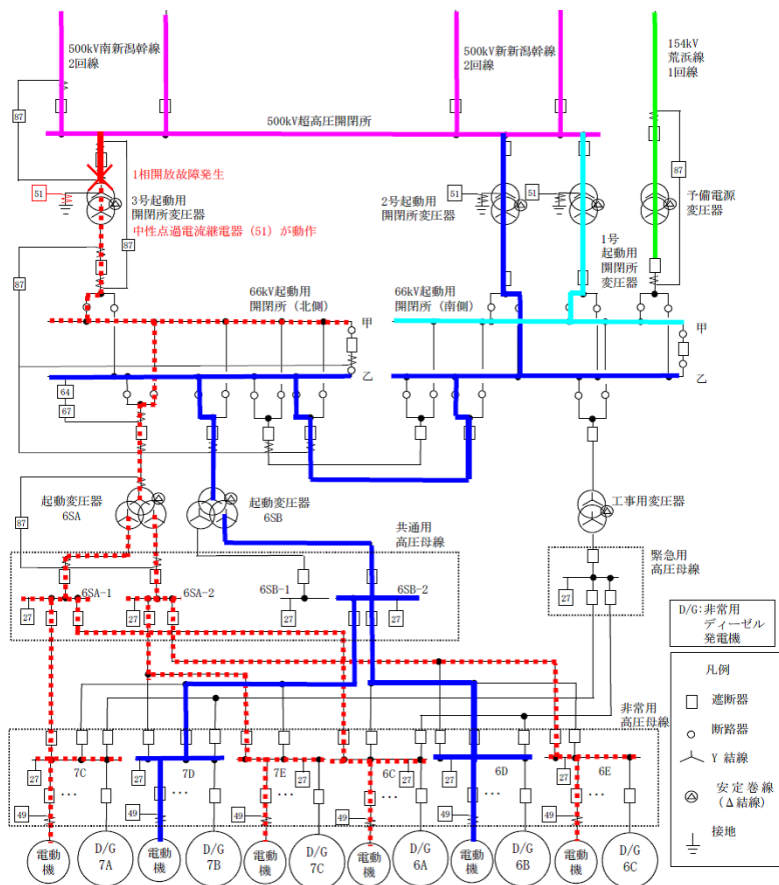 500kV南新潟幹線
2回線
500kV新新潟幹線
2回線
154kV
荒浜線
1回線
87
500kV超高圧開閉所
87
1相開放故障発生
51
3号起動用
開閉所変圧器
中性点過電流継電器(51)が動作
87
2号起動用
開閉所変圧器
51
51
予備電源
変圧器
1号
起動用
開閉所
変圧器
87
66kV起動用
開閉所(北側)
66kV起動用
開閉所(南側)
甲
甲
乙
乙
64
67
起動変圧器
6SA
起動変圧器
6SB
工事用変圧器
87
共通用
高圧母線
緊急用
高圧母線
6SA-1
6SA-2
6SB-1
6SB-2
27
27
27
27
27
D/G:非常用
ディーゼル
発電機
凡例
遮断器
断路器
Y 結線
安定巻線
(Δ結線)
接地
非常用
高圧母線
7C
7D
7E
6C
6D
6E
27
27
27
27
27
27
…
…
…
…
…
…
49
49
49
49
49
49
電動
機
D/G
7A
電動
機
D/G
7B
電動
機
D/G
7C
電動
機
D/G
6A
電動
機
D/G
6B
電動
機
D/G
6C